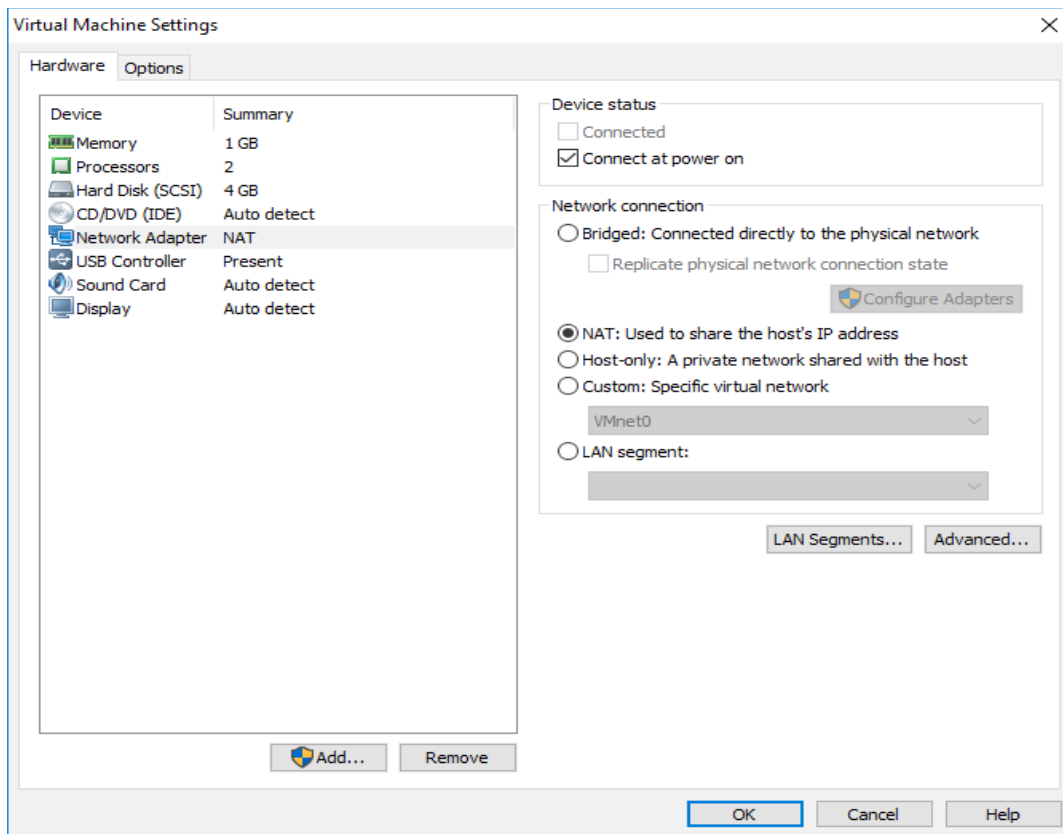 Virtual Machine Settings
Hardware Options
Device Summary
Memory 1 GB
Processors 2
Hard Disk (SCSI) 4 GB
CD/DVD (IDE) Auto detect
Network Adapter NAT
USB Controller Present
Sound Card Auto detect
Display Auto detect
Add... Remove
Device status
Connected
Connect at power on
Network connection
Bridged: Connected directly to the physical network
Replicate physical network connection state
Configure Adapters
NAT: Used to share the host's IP address
Host-only: A private network shared with the host
Custom: Specific virtual network
VMnet0
LAN segment:
LAN Segments... Advanced...
OK Cancel Help